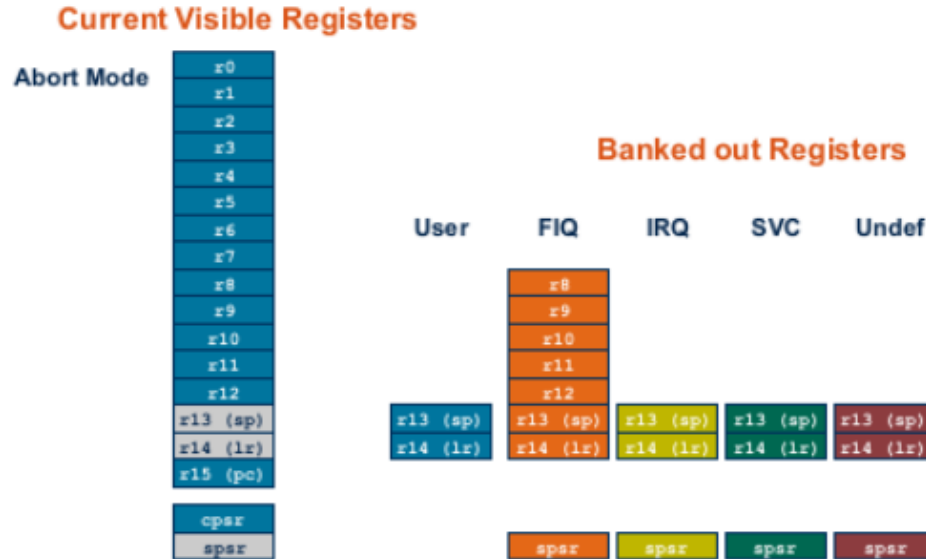 Current Visible Registers
Abort Mode
r0
r1
r2
r3
r4
r5
r6
r7
r8
r9
r10
r11
r12
r13 (sp)
r14 (lr)
r15 (pc)
cpsr
spsr
Banked out Registers
User FIQ IRQ SVC Undef
r8
r9
r10
r11
r12
r13 (sp) r13 (sp) r13 (sp) r13 (sp) r13 (sp)
r14 (lr) r14 (lr) r14 (lr) r14 (lr) r14 (lr)
spsr spsr spsr spsr